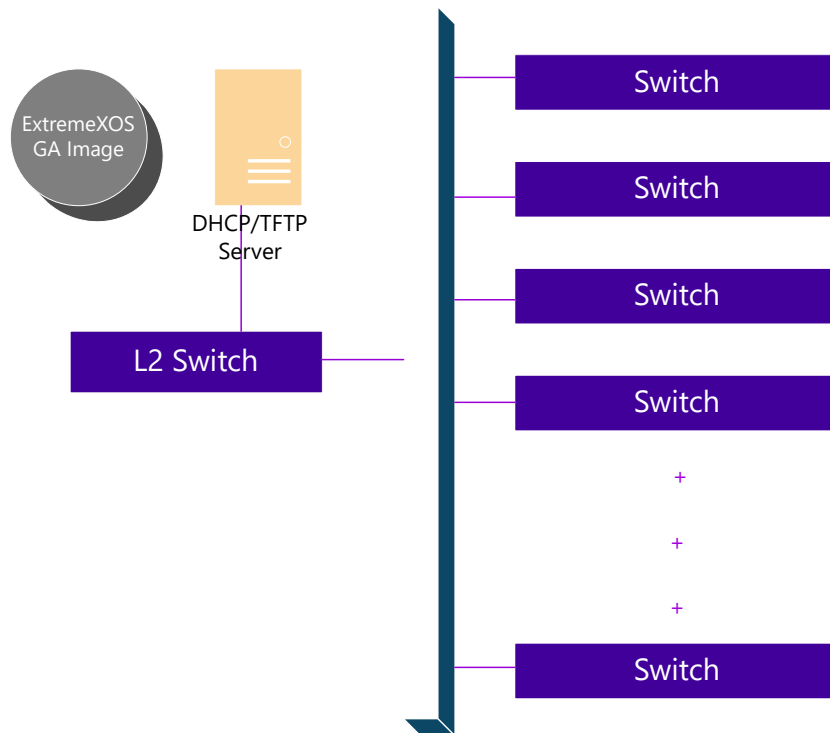 ExtremeXOS
GA Image
DHCP/TFTP
Server
L2 Switch
Switch
Switch
Switch
Switch
+
+
+
Switch